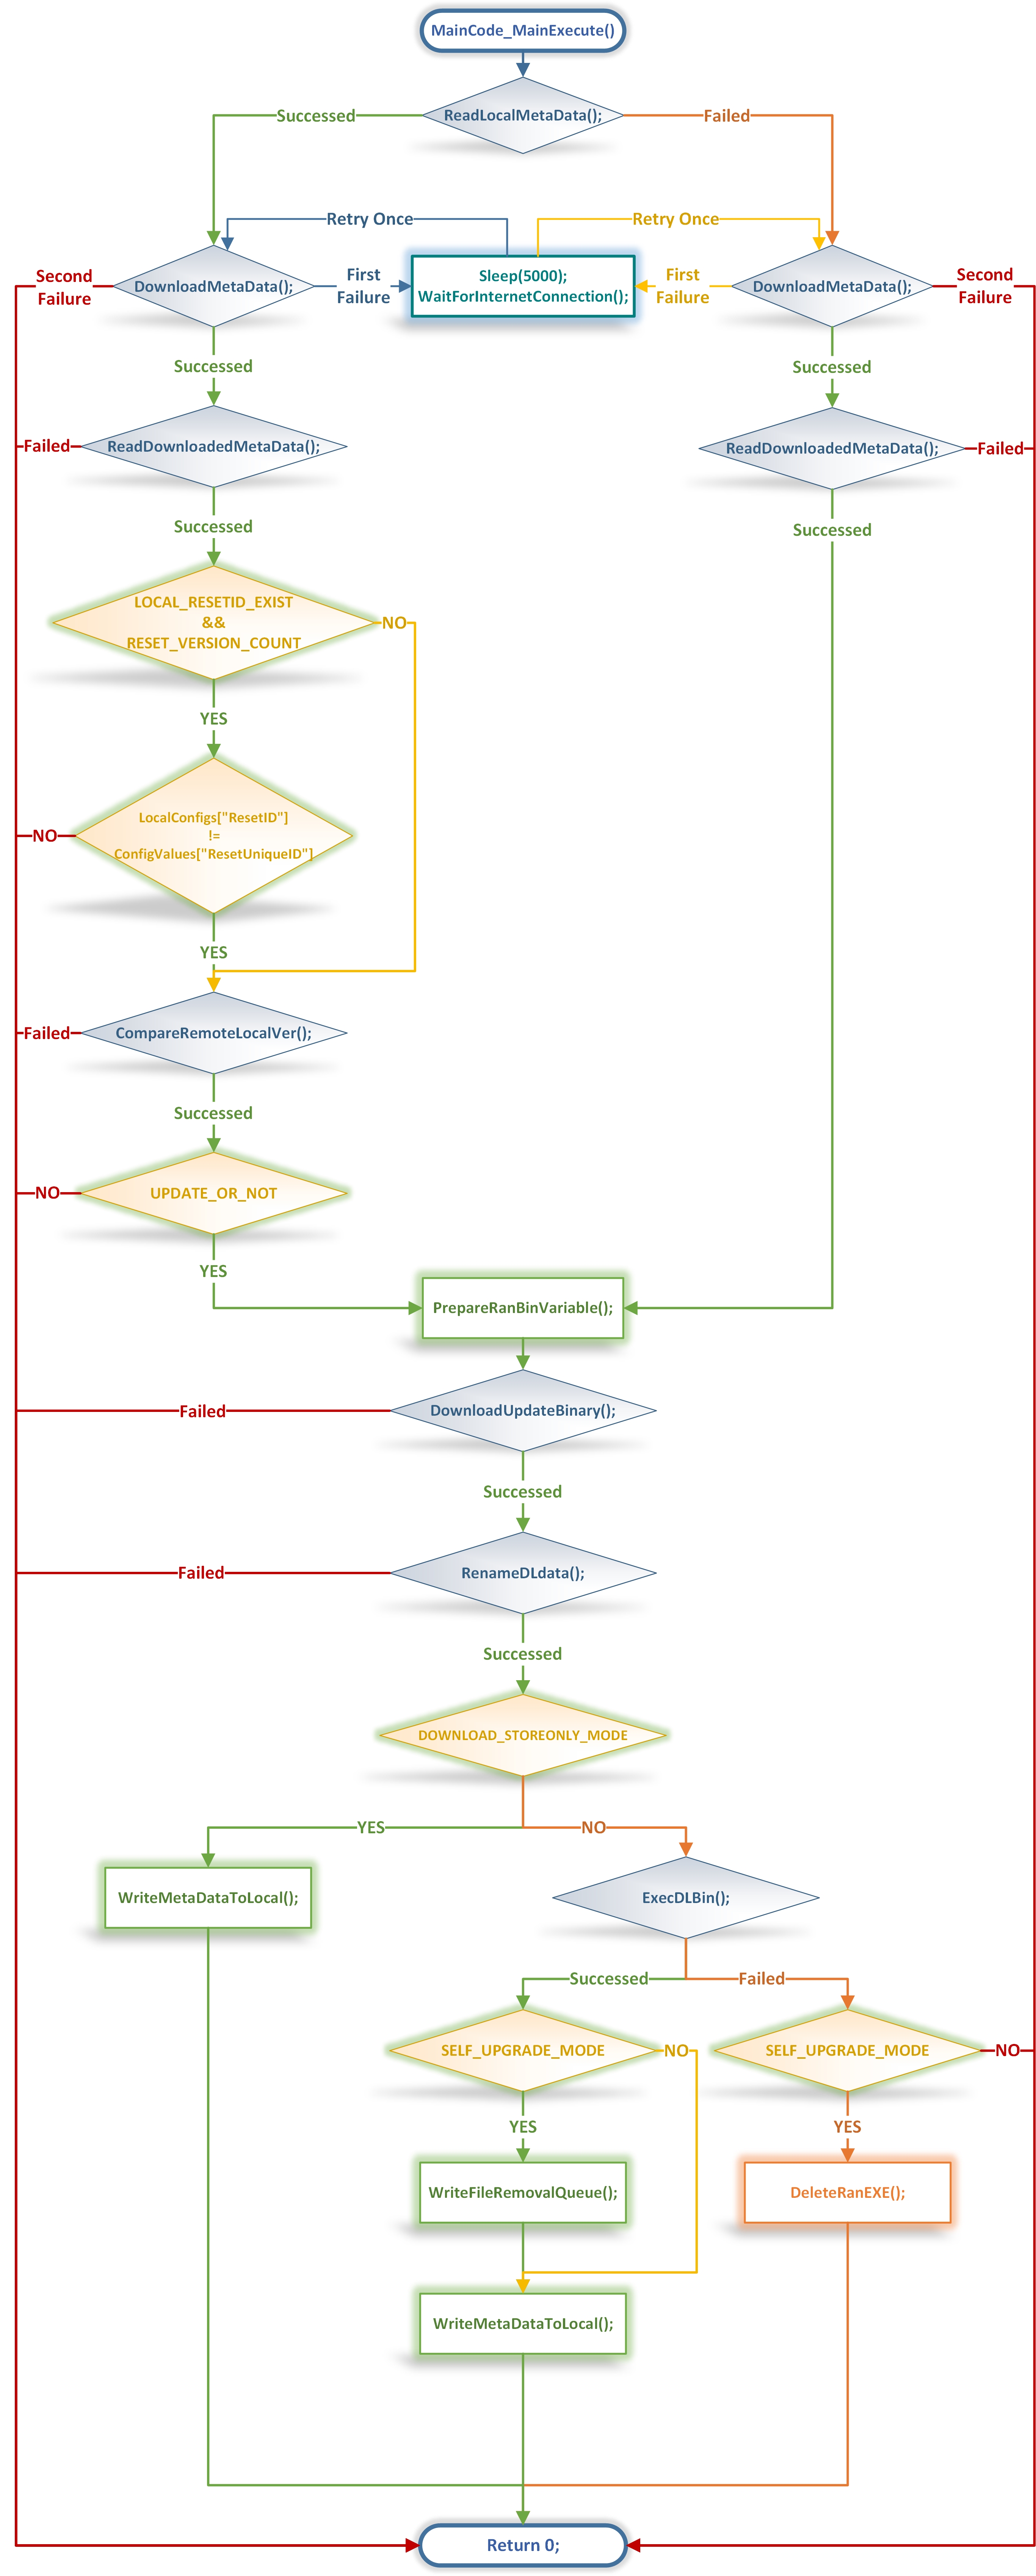 MainCode_MainExecute()
ReadLocalMetaData();
Successed
Failed
Retry Once
Retry Once
Second
Failure
DownloadMetaData();
First
Failure
Sleep(5000);
WaitForInternetConnection();
First
Failure
DownloadMetaData();
Second
Failure
Successed
Successed
Failed
ReadDownloadedMetaData();
ReadDownloadedMetaData();
Failed
Successed
Successed
LOCAL_RESETID_EXIST
&&
RESET_VERSION_COUNT
NO
YES
LocalConfigs["ResetID"]
!=
ConfigValues["ResetUniqueID"]
NO
YES
Failed
CompareRemoteLocalVer();
Successed
NO
UPDATE_OR_NOT
YES
PrepareRanBinVariable();
Failed
DownloadUpdateBinary();
Successed
Failed
RenameDLdata();
Successed
DOWNLOAD_STOREONLY_MODE
YES
NO
WriteMetaDataToLocal();
ExecDLBin();
Successed
Failed
SELF_UPGRADE_MODE
NO
SELF_UPGRADE_MODE
NO
YES
YES
WriteFileRemovalQueue();
DeleteRanEXE();
WriteMetaDataToLocal();
Return 0;